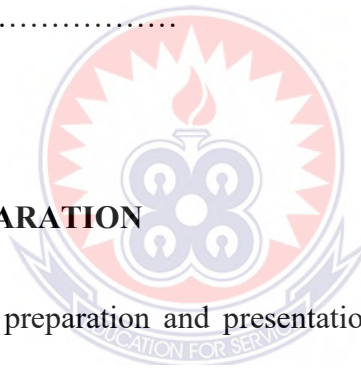 ………………
ARATION
preparation and presentatio
EDUCATION FOR SERVICE